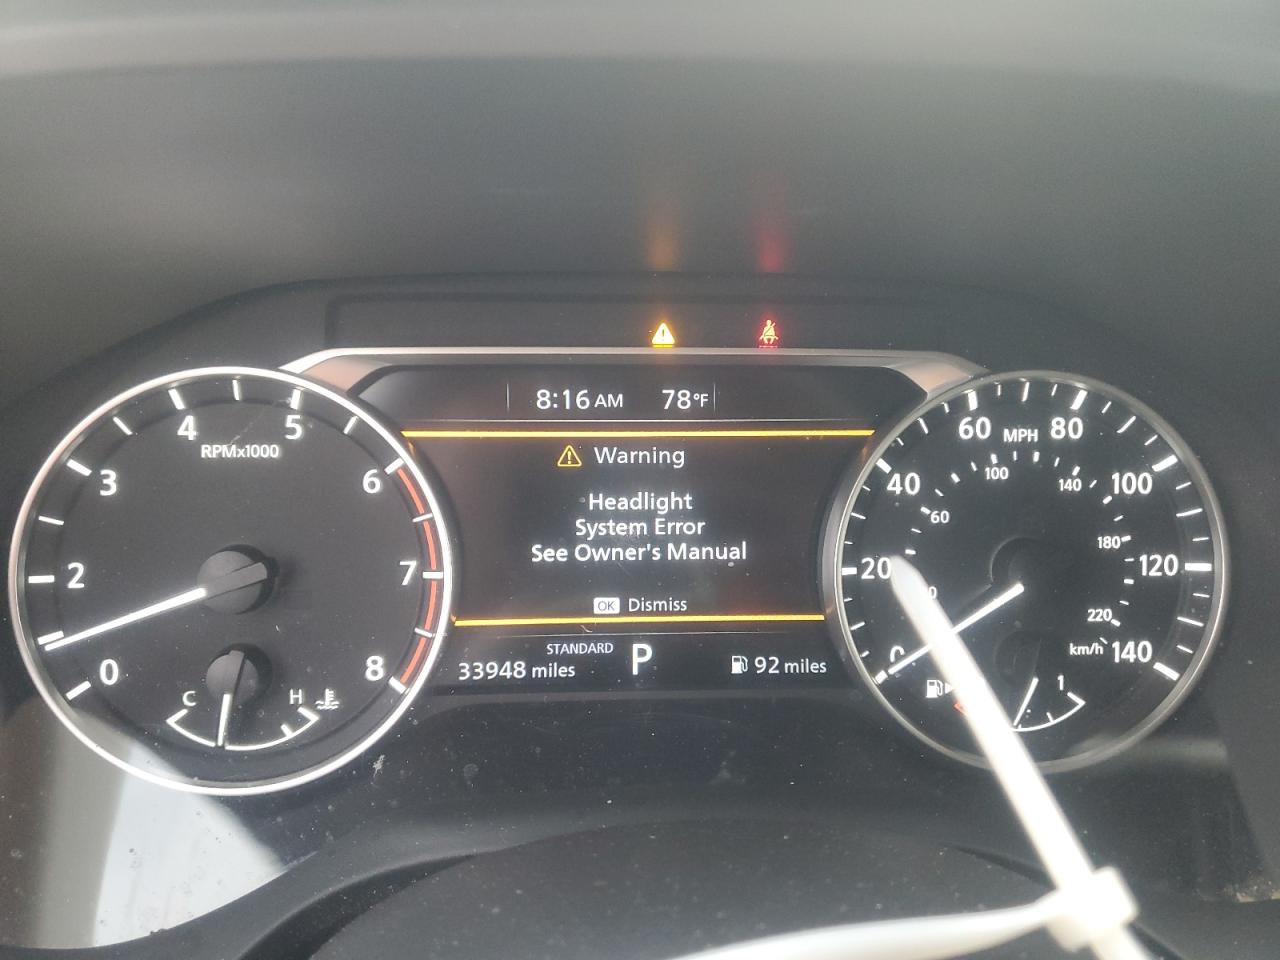 8:16 AM 78°F
Warning
Headlight
System Error
See Owner's Manual
OK Dismiss
STANDARD
33948 miles P 92 miles
0
2
3
4
5
6
7
8
RPMx1000
C H
0
20
40
60
80
100
120
140
MPH
60
100
140
180
220
km/h
1